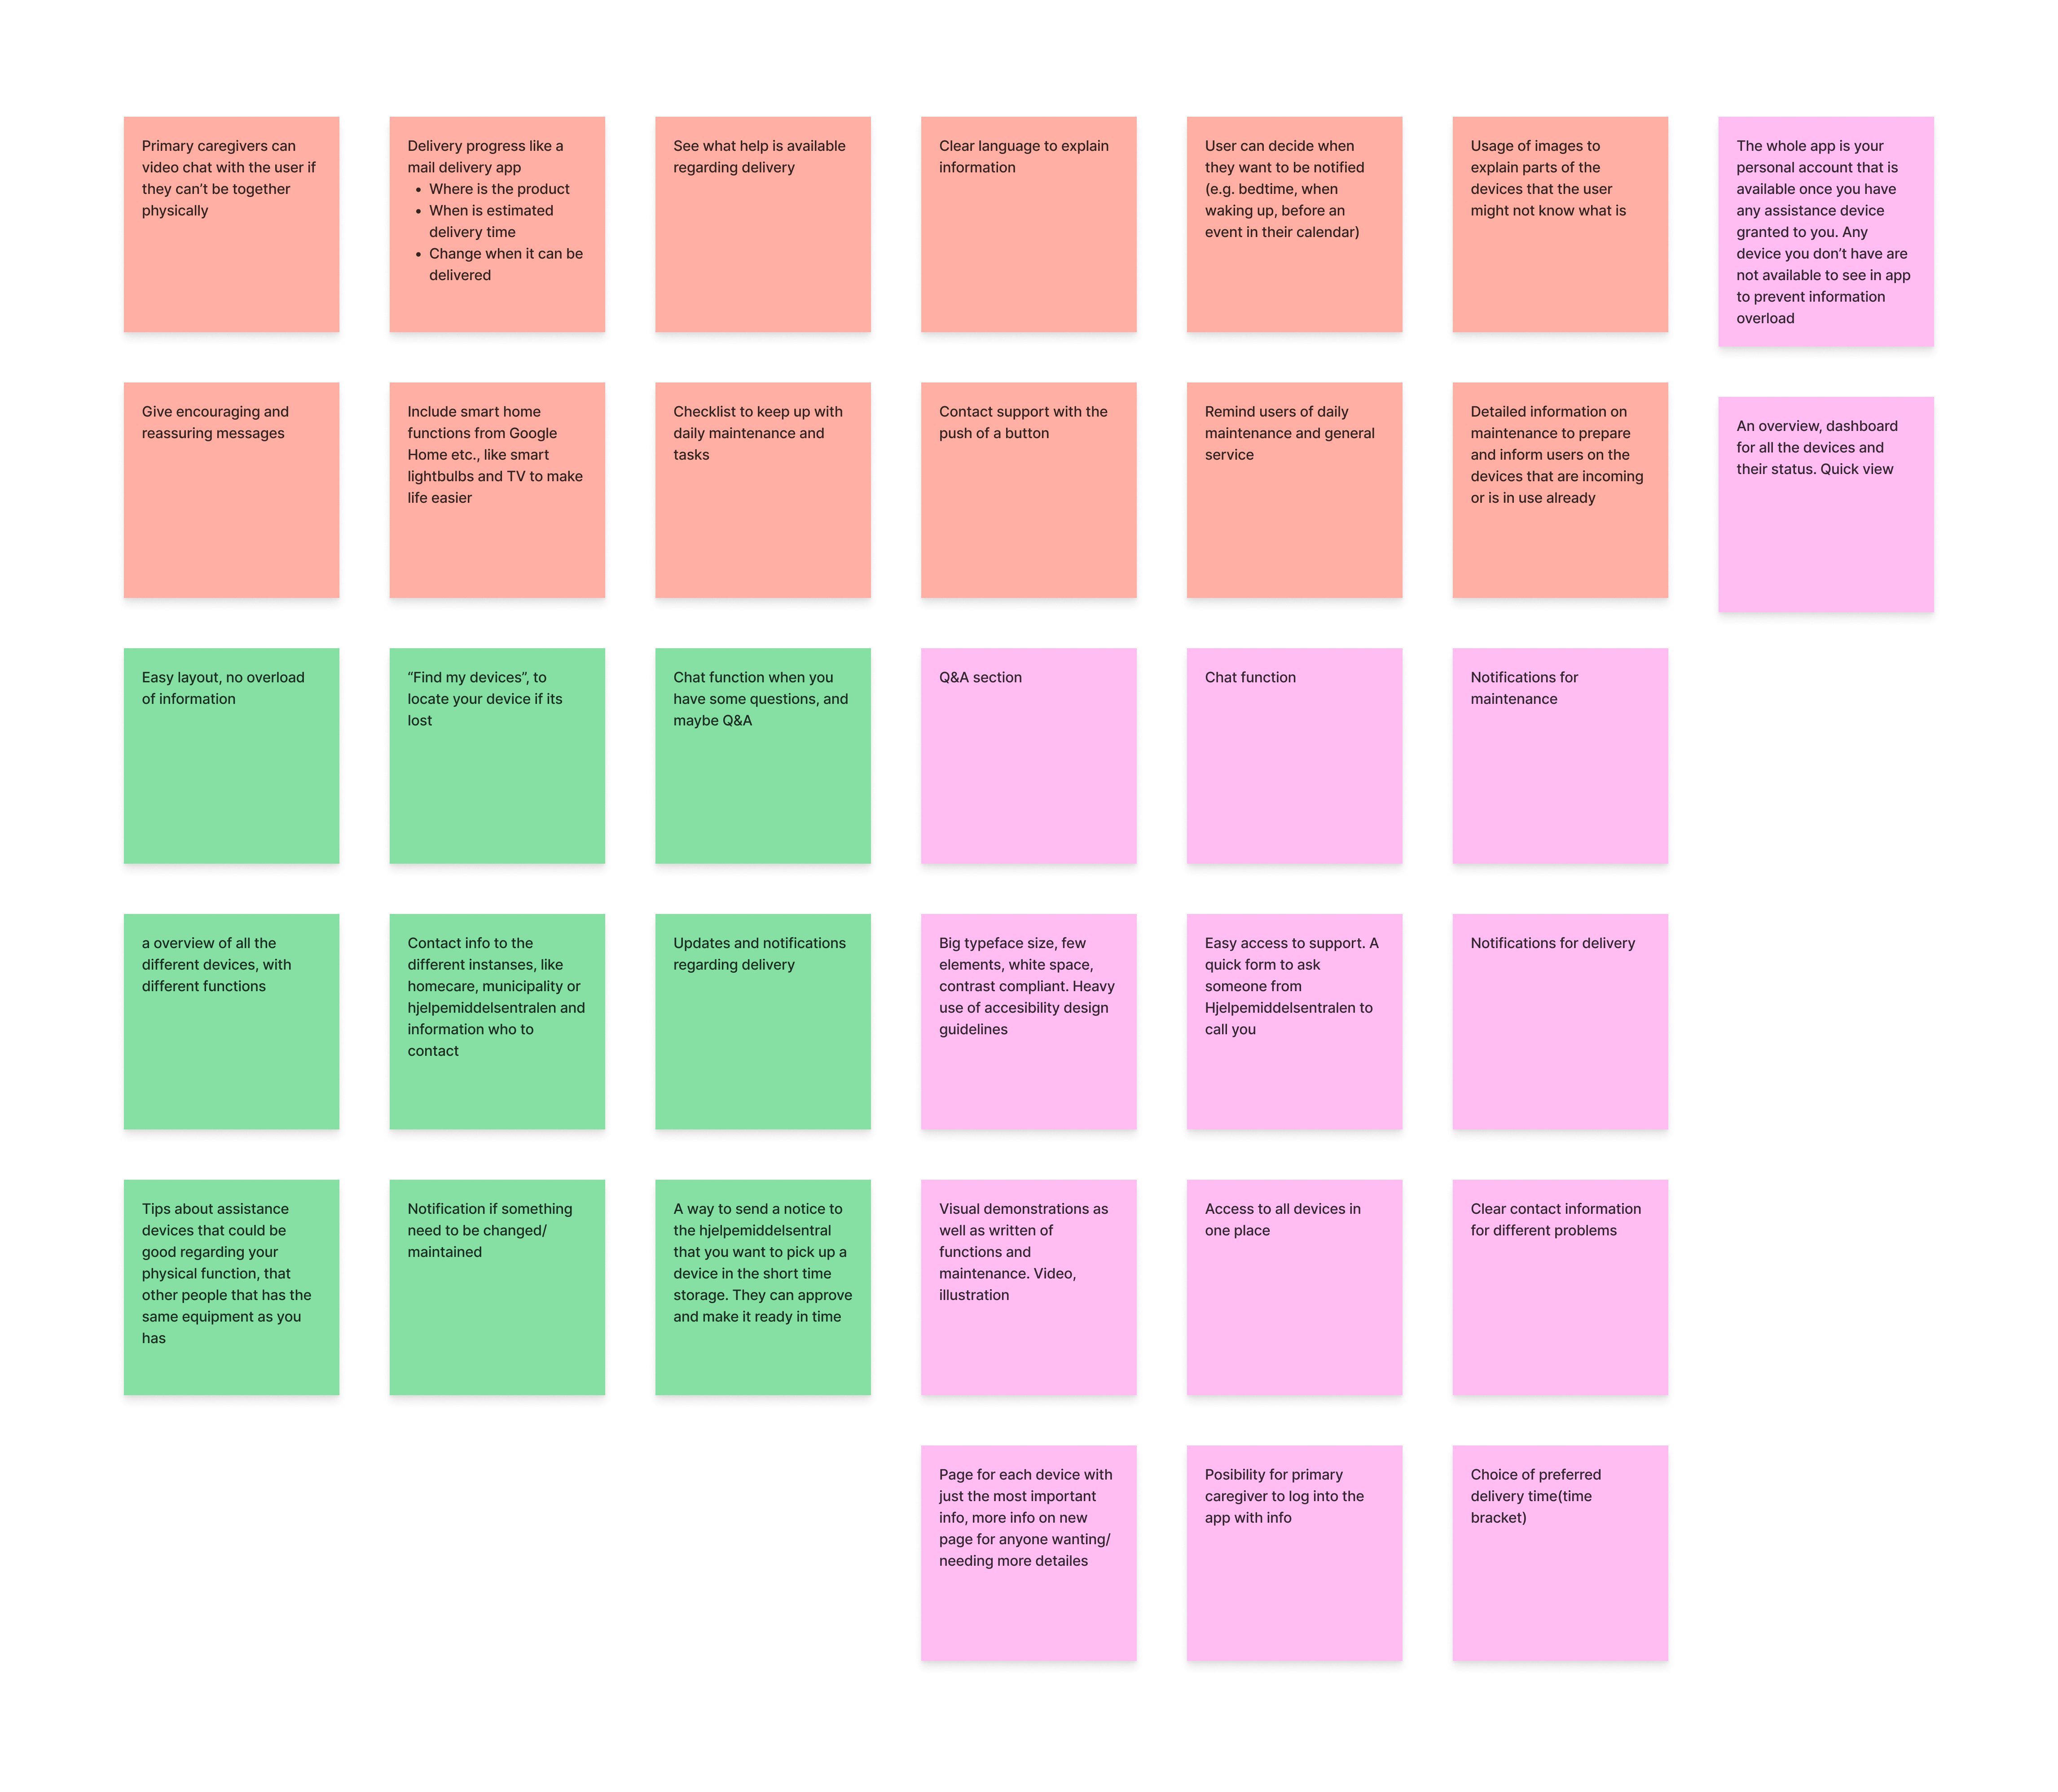 Primary caregivers can
video chat with the user if
they can’t be together
physically
Delivery progress like a
mail delivery app
• Where is the product
• When is estimated
delivery time
• Change when it can be
delivered
See what help is available
regarding delivery
Clear language to explain
information
User can decide when
they want to be notified
(e.g. bedtime, when
waking up, before an
event in their calendar)
Usage of images to
explain parts of the
devices that the user
might not know what is
The whole app is your
personal account that is
available once you have
any assistance device
granted to you. Any
device you don’t have are
not available to see in app
to prevent information
overload
Give encouraging and
reassuring messages
Include smart home
functions from Google
Home etc., like smart
lightbulbs and TV to make
life easier
Checklist to keep up with
daily maintenance and
tasks
Contact support with the
push of a button
Remind users of daily
maintenance and general
service
Detailed information on
maintenance to prepare
and inform users on the
devices that are incoming
or is in use already
An overview, dashboard
for all the devices and
their status. Quick view
Easy layout, no overload
of information
“Find my devices”, to
locate your device if its
lost
Chat function when you
have some questions, and
maybe Q&A
Q&A section
Chat function
Notifications for
maintenance
a overview of all the
different devices, with
different functions
Contact info to the
different instanses, like
homecare, municipality or
hjelpemiddelsentralen and
information who to
contact
Updates and notifications
regarding delivery
Big typeface size, few
elements, white space,
contrast compliant. Heavy
use of accesibility design
guidelines
Easy access to support. A
quick form to ask
someone from
Hjelpemiddelsentralen to
call you
Notifications for delivery
Tips about assistance
devices that could be
good regarding your
physical function, that
other people that has the
same equipment as you
has
Notification if something
need to be changed/
maintained
A way to send a notice to
the hjelpemiddelsentral
that you want to pick up a
device in the short time
storage. They can approve
and make it ready in time
Visual demonstrations as
well as written of
functions and
maintenance. Video,
illustration
Access to all devices in
one place
Clear contact information
for different problems
Page for each device with
just the most important
info, more info on new
page for anyone wanting/
needing more detailes
Posibility for primary
caregiver to log into the
app with info
Choice of preferred
delivery time(time
bracket)